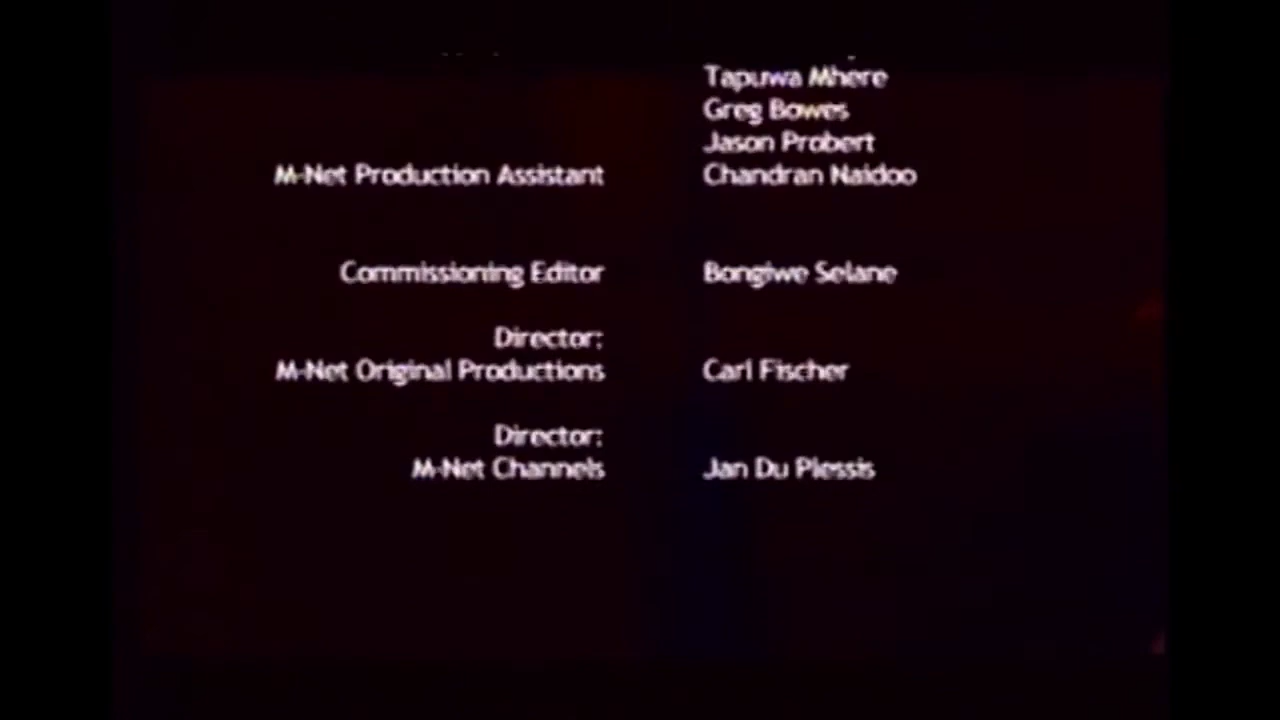 Tapuwa Mhere
Greg Bowes
Jason Probert
M-Net Production Assistant Chandran Naidoo
Commissioning Editor Bongiwe Selane
Director:
M-Net Original Productions Carl Fischer
Director:
M-Net Channels Jan Du Plessis